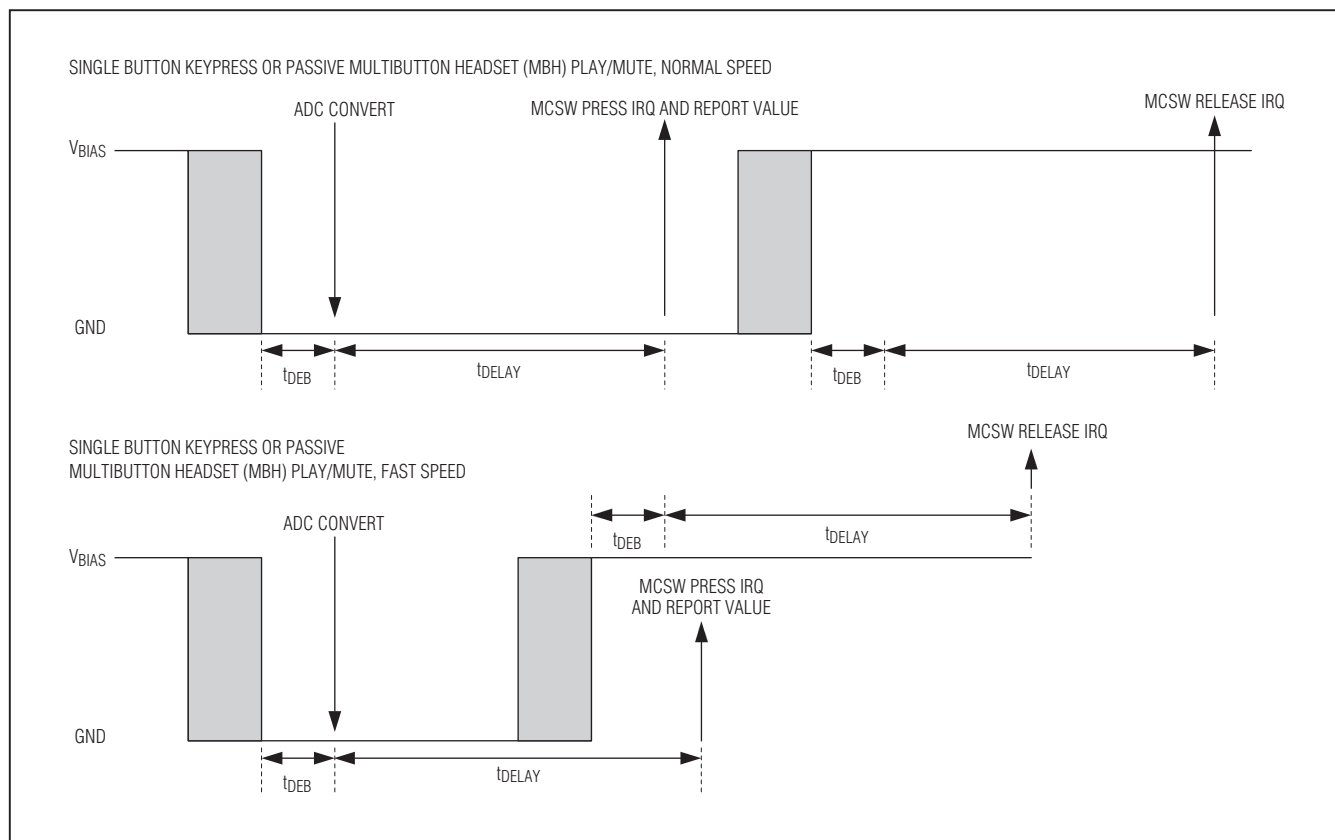 SINGLE BUTTON KEYPRESS OR PASSIVE MULTIBUTTON HEADSET (MBH) PLAY/MUTE, NORMAL SPEED
ADC CONVERT
MCSW PRESS IRQ AND REPORT VALUE
MCSW RELEASE IRQ
VBIAS
GND
tDEB
tDELAY
tDEB
tDELAY
SINGLE BUTTON KEYPRESS OR PASSIVE
MULTIBUTTON HEADSET (MBH) PLAY/MUTE, FAST SPEED
MCSW RELEASE IRQ
ADC CONVERT
tDEB
tDELAY
VBIAS
MCSW PRESS IRQ
AND REPORT VALUE
GND
tDEB
tDELAY